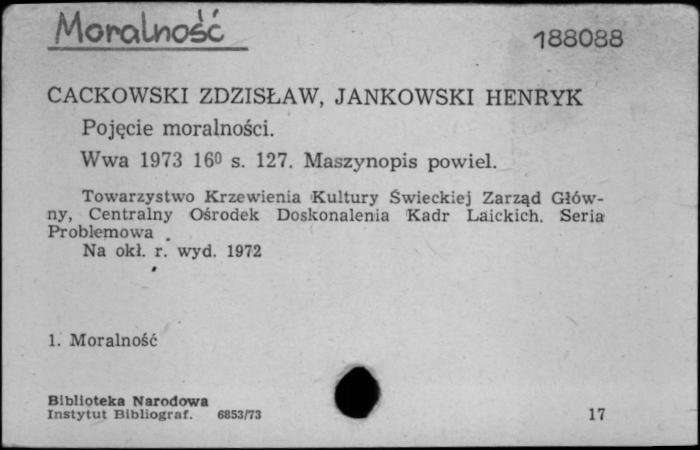 Moralność
188088
CACKOWSKI ZDZISŁAW, JANKOWSKI HENRYK
Pojęcie moralności.
Wwa 1973 16⁰ s. 127. Maszynopis powiel.
Towarzystwo Krzewienia Kultury Świeckiej Zarząd Głów-
ny, Centralny Ośrodek Doskonalenia Kadr Laickich. Seria
Problemowa
Na okł. r. wyd. 1972
1. Moralność
Biblioteka Narodowa
Instytut Bibliograf. 6853/73
17